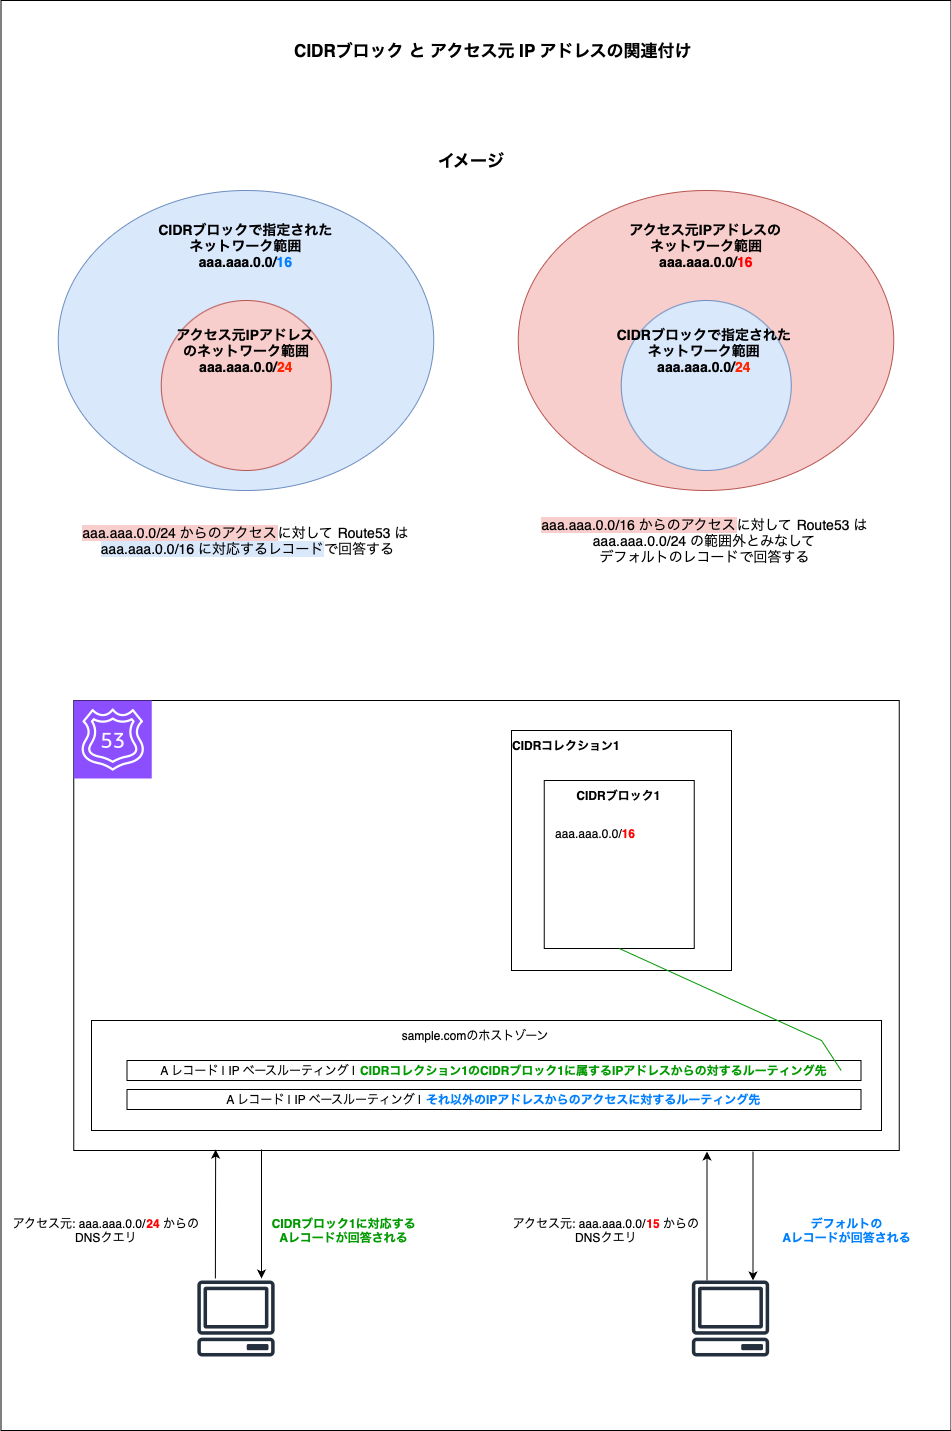 CIDRブロック と アクセス元 IP アドレスの関連付け
イメージ
CIDRブロックで指定された
ネットワーク範囲
aaa.aaa.0.0/16
アクセス元IPアドレス
のネットワーク範囲
aaa.aaa.0.0/24
アクセス元IPアドレスの
ネットワーク範囲
aaa.aaa.0.0/16
CIDRブロックで指定された
ネットワーク範囲
aaa.aaa.0.0/24
aaa.aaa.0.0/24 からのアクセスに対して Route53 は
aaa.aaa.0.0/16 に対応するレコードで回答する
aaa.aaa.0.0/16 からのアクセスに対して Route53 は
aaa.aaa.0.0/24 の範囲外とみなして
デフォルトのレコードで回答する
53
CIDRコレクション1
CIDRブロック1
aaa.aaa.0.0/16
sample.comのホストゾーン
A レコード | IP ベースルーティング | CIDRコレクション1のCIDRブロック1に属するIPアドレスからの対するルーティング先
A レコード | IP ベースルーティング | それ以外のIPアドレスからのアクセスに対するルーティング先
アクセス元: aaa.aaa.0.0/24 からの
DNSクエリ
CIDRブロック1に対応する
Aレコードが回答される
アクセス元: aaa.aaa.0.0/15 からの
DNSクエリ
デフォルトの
Aレコードが回答される